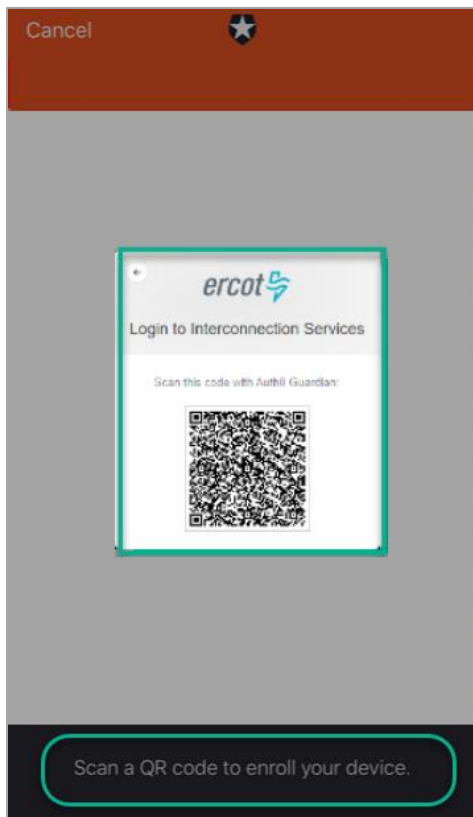 Cancel
ercot
Login to Interconnection Services
Scan this code with Auth0 Guardian:
Scan a QR code to enroll your device.